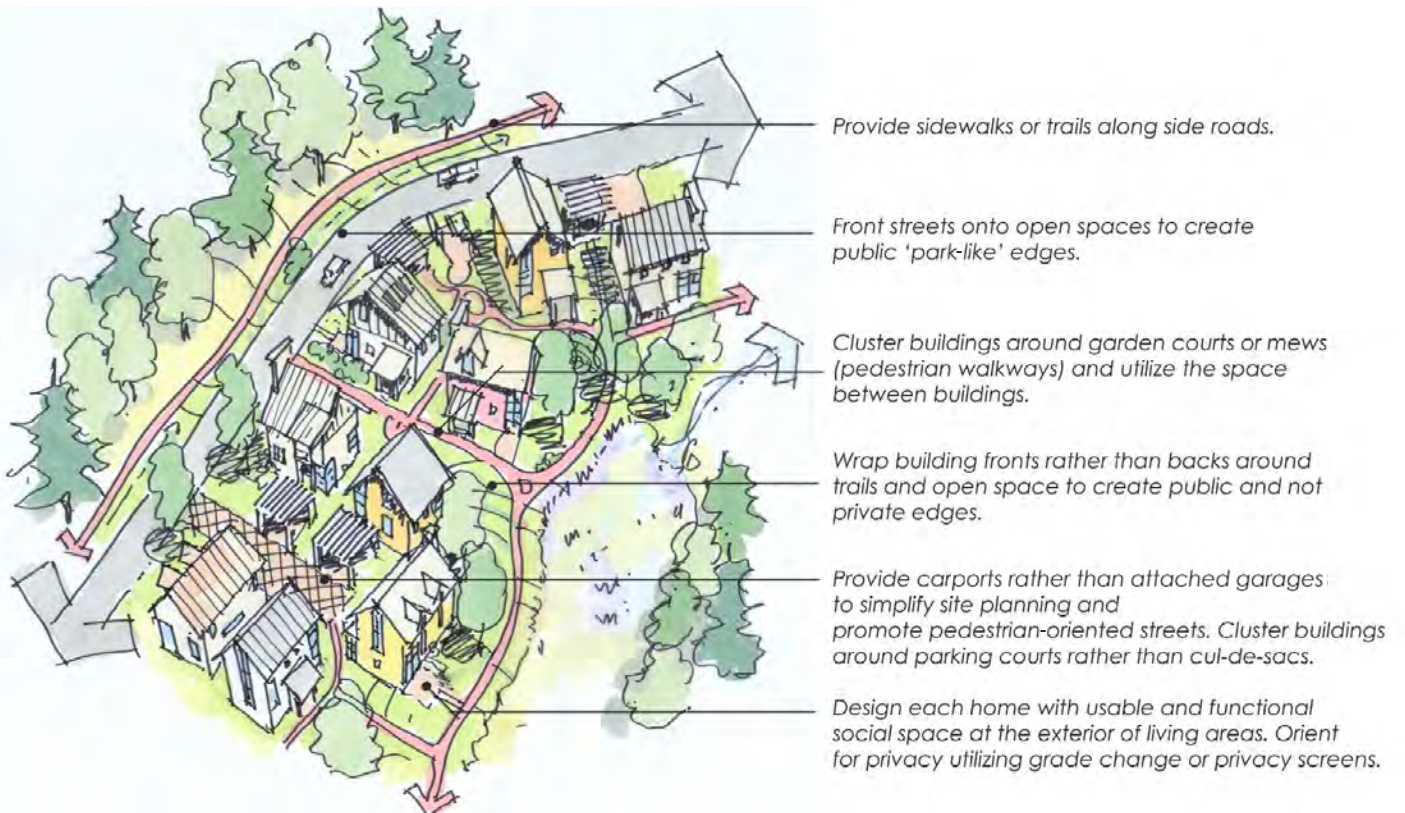 Provide sidewalks or trails along side roads.
Front streets onto open spaces to create
public ‘park-like’ edges.
Cluster buildings around garden courts or mews
(pedestrian walkways) and utilize the space
between buildings.
Wrap building fronts rather than backs around
trails and open space to create public and not
private edges.
Provide carports rather than attached garages
to simplify site planning and
promote pedestrian-oriented streets. Cluster buildings
around parking courts rather than cul-de-sacs.
Design each home with usable and functional
social space at the exterior of living areas. Orient
for privacy utilizing grade change or privacy screens.